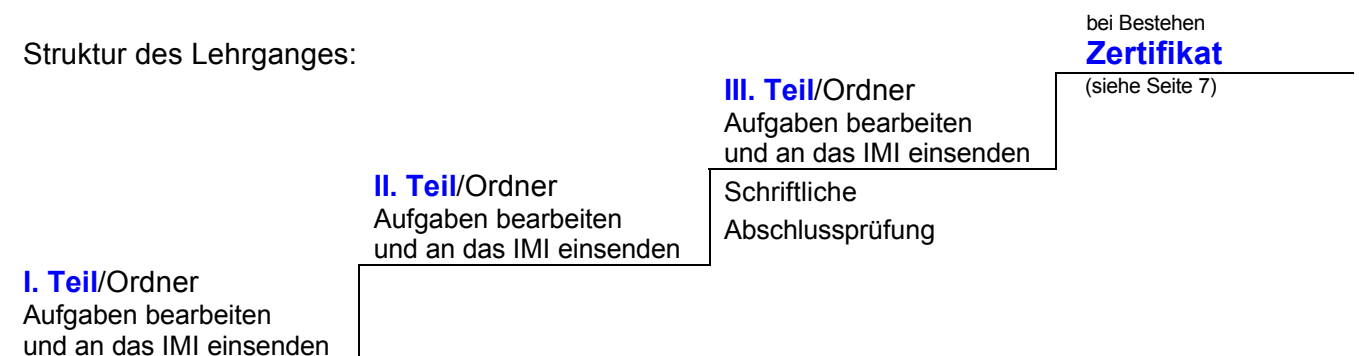 Struktur des Lehrganges:
bei Bestehen
Zertifikat
(siehe Seite 7)
III. Teil/Ordner
Aufgaben bearbeiten
und an das IMI einsenden
Schriftliche
Abschlussprüfung
II. Teil/Ordner
Aufgaben bearbeiten
und an das IMI einsenden
I. Teil/Ordner
Aufgaben bearbeiten
und an das IMI einsenden